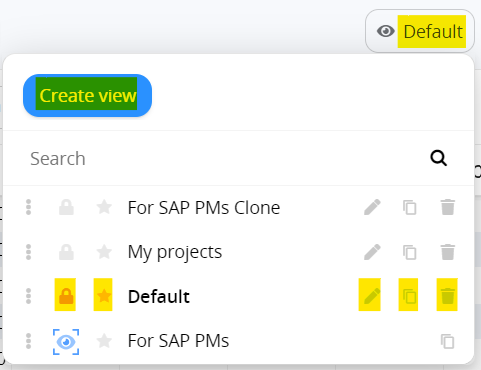 Default
Create view
Search
For SAP PMs Clone
My projects
Default
For SAP PMs